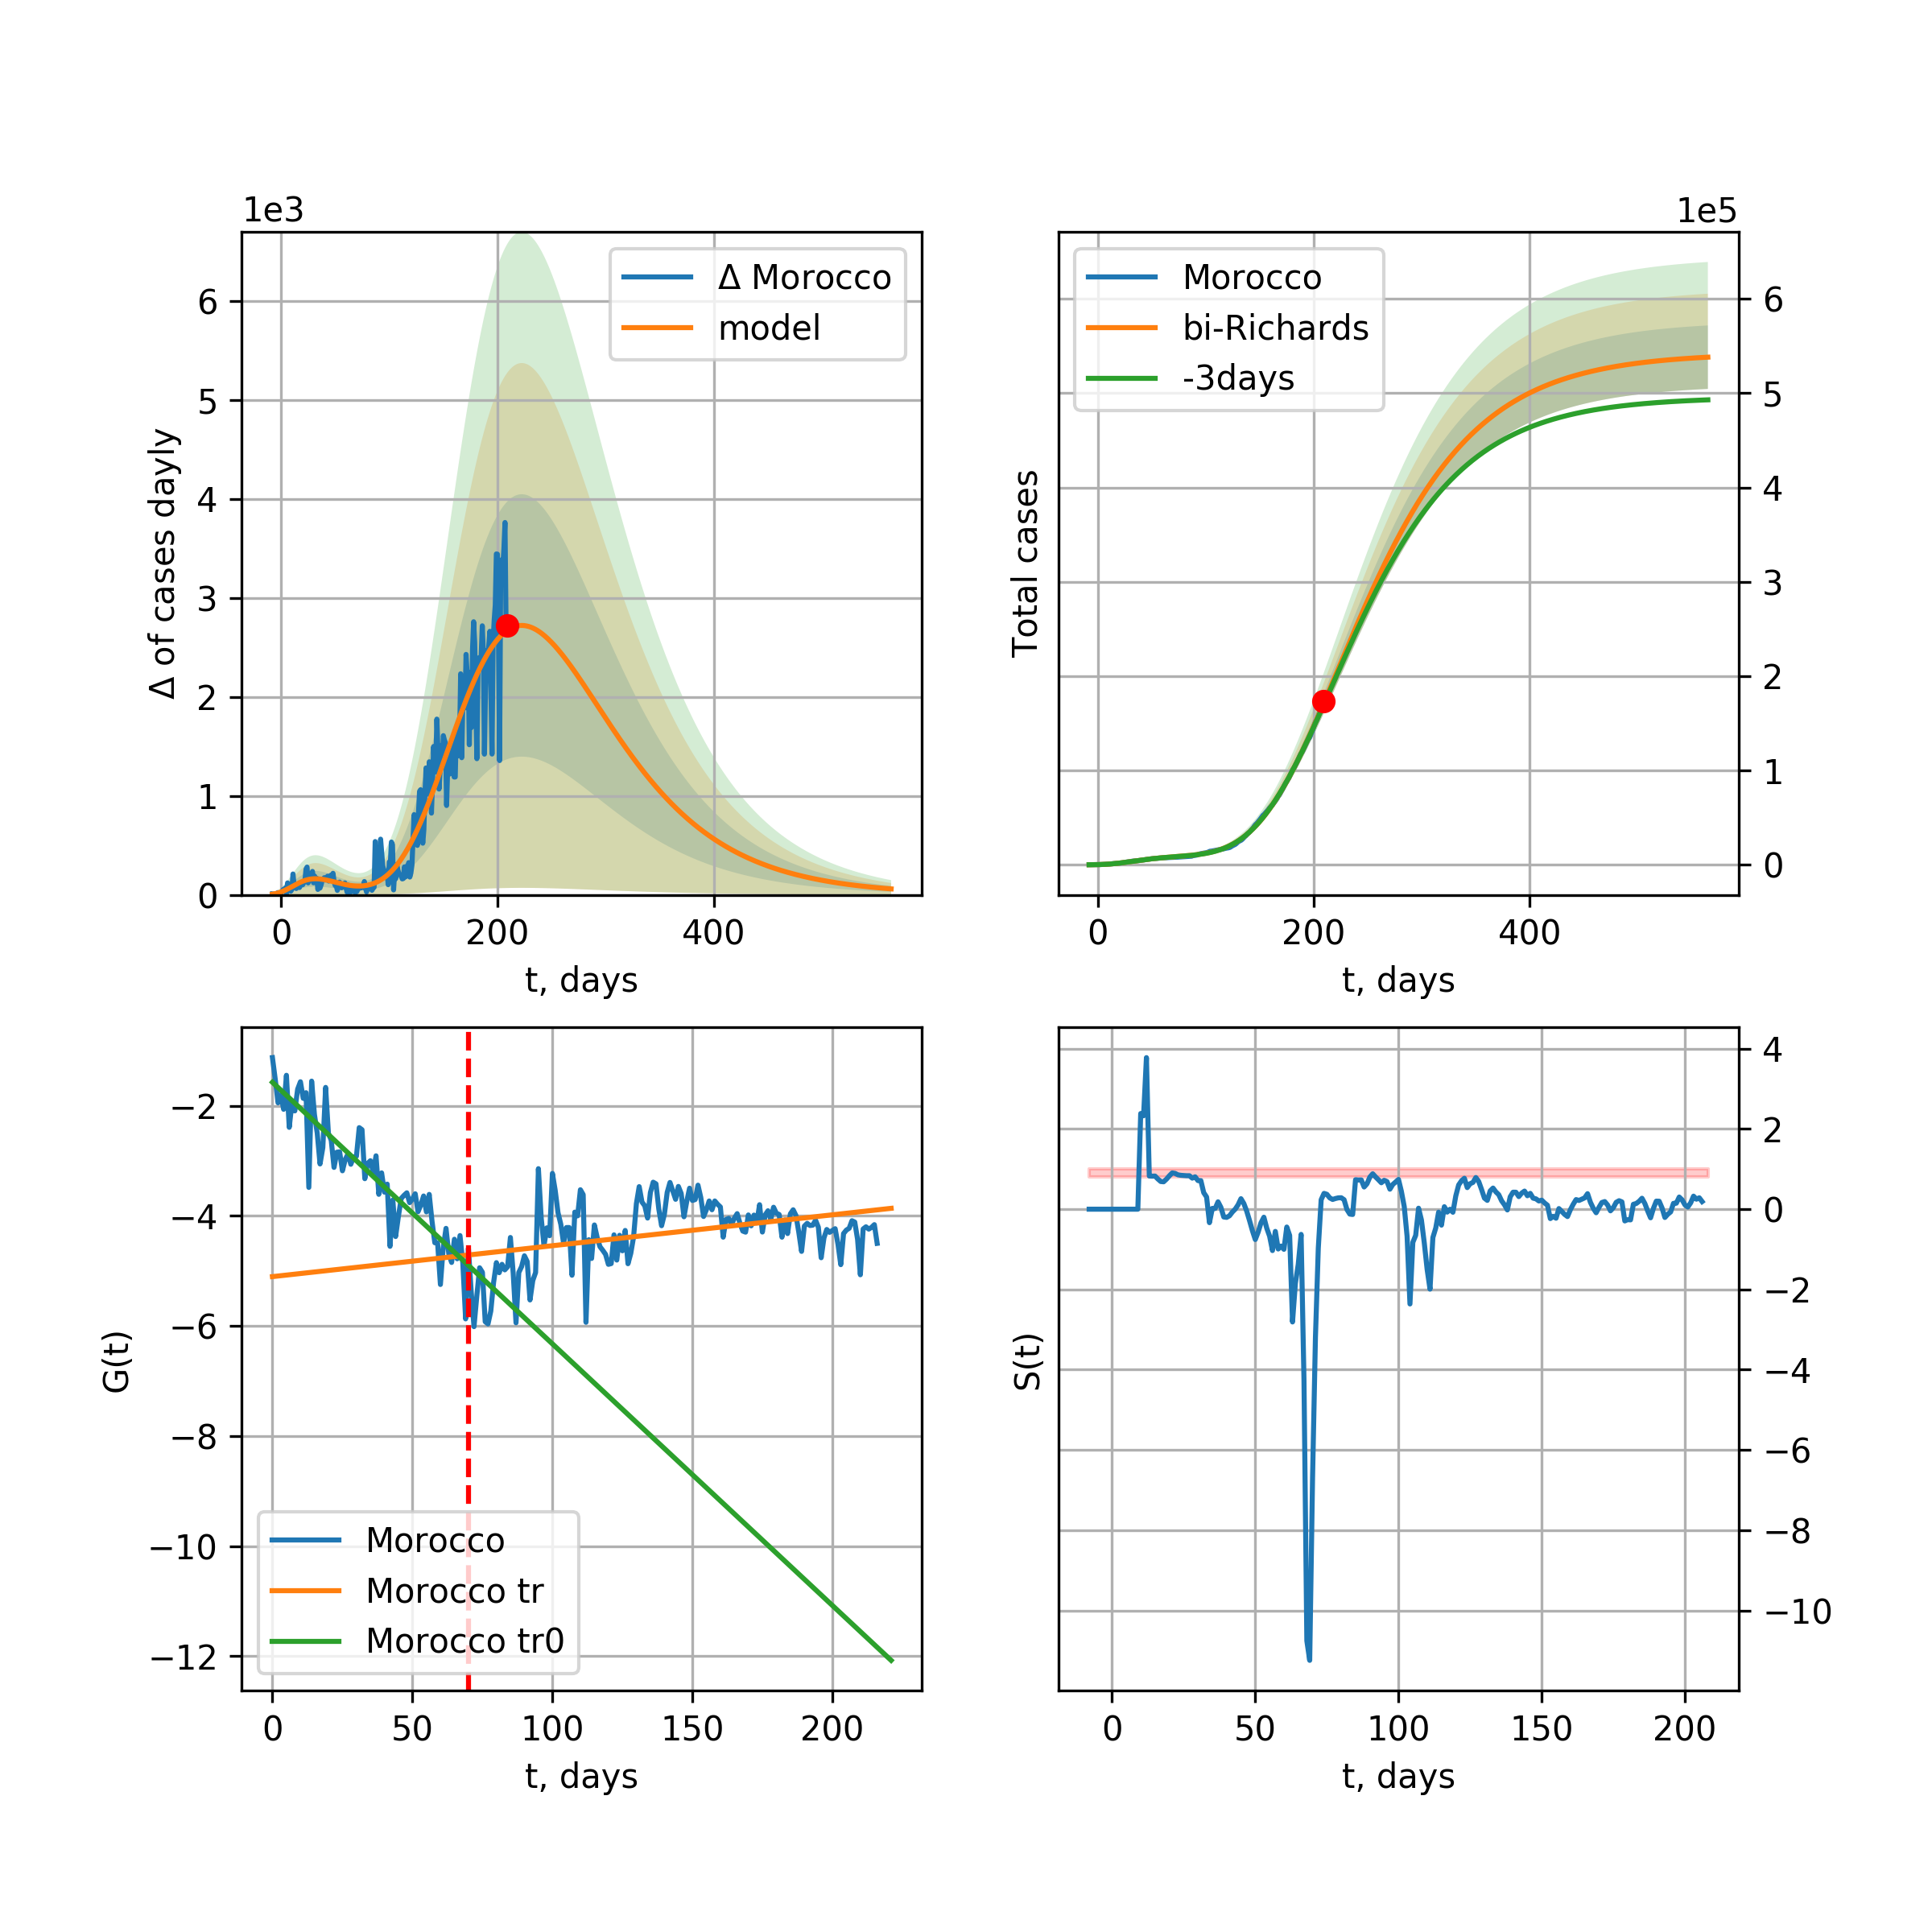 1e3
Δ of cases dayly
6
5
4
3
2
1
0
Δ Morocco
model
0 200 400
t, days
1e5
Total cases
Morocco
bi-Richards
-3days
6
5
4
3
2
1
0
0 200 400
t, days
G(t)
−2
−4
−6
−8
−10
−12
Morocco
Morocco tr
Morocco tr0
0 50 100 150 200
t, days
S(t)
4
2
0
−2
−4
−6
−8
−10
0 50 100 150 200
t, days